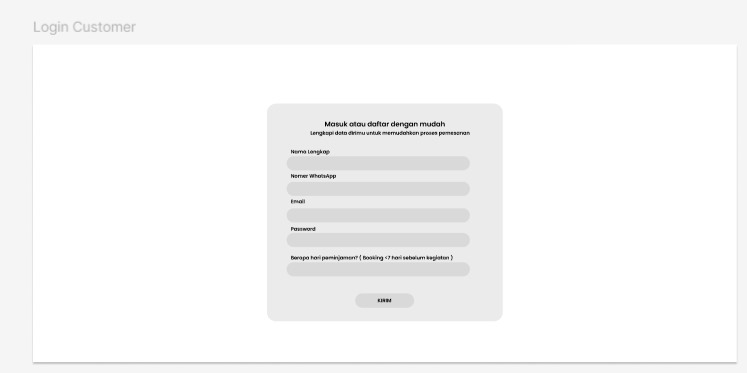 Login Customer
Masuk atau daftar dengan mudah
Lengkapi data dirimu untuk memudahkan proses pemesanan
Nama Lengkap
Nomer WhatsApp
Email
Password
Berapa hari peminjaman? ( Booking <7 hari sebelum kegiatan )
KIRIM